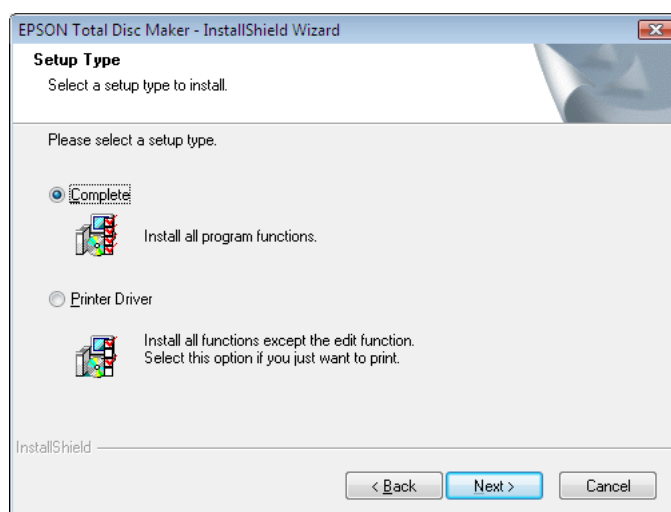 EPSON Total Disc Maker - InstallShield Wizard
Setup Type
Select a setup type to install.
Please select a setup type.
Complete
Install all program functions.
Printer Driver
Install all functions except the edit function.
Select this option if you just want to print.
InstallShield
< Back
Next >
Cancel